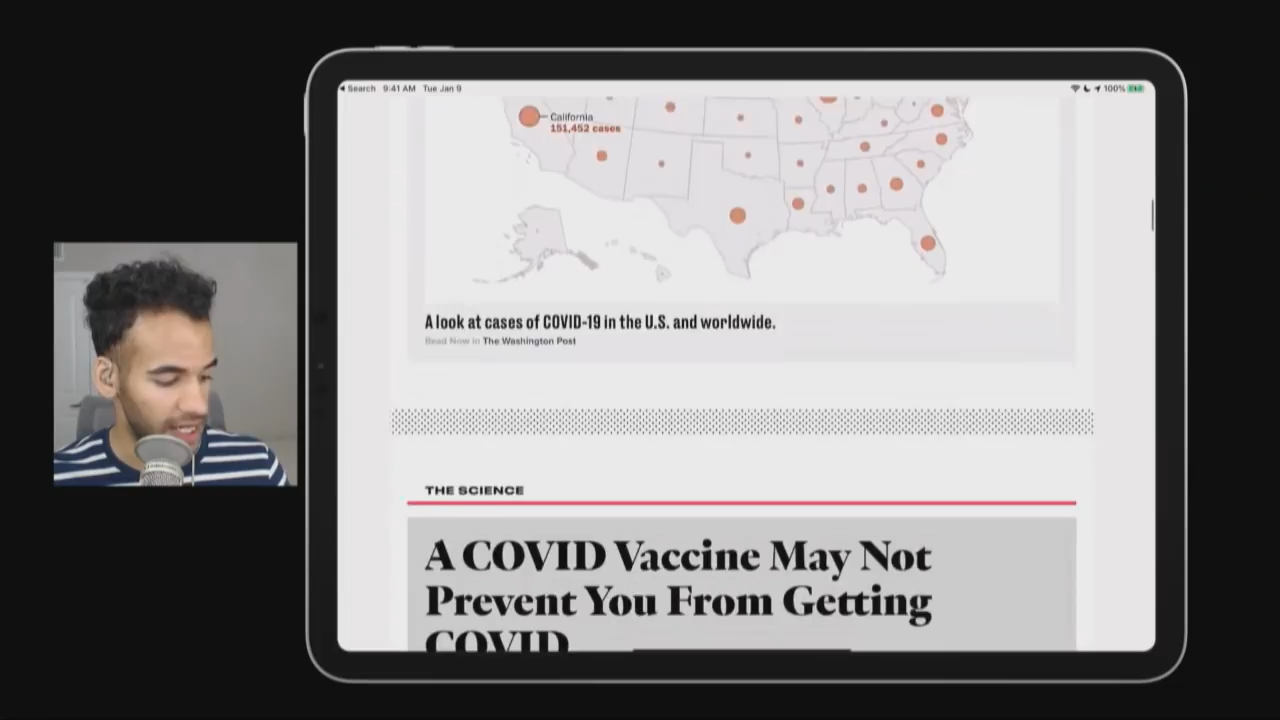 Search 9:41 AM Tue Jan 9 100%
California
151,452 cases
A look at cases of COVID-19 in the U.S. and worldwide.
Read Now in The Washington Post
THE SCIENCE
A COVID Vaccine May Not
Prevent You From Getting
COVID